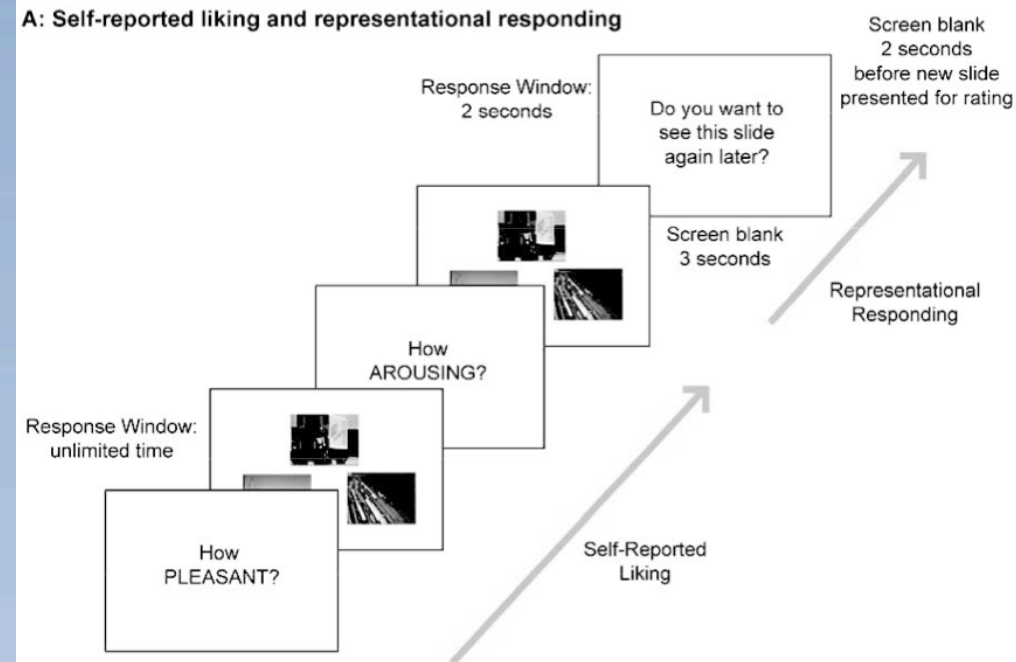 A: Self-reported liking and representational responding
Screen blank
2 seconds
before new slide
presented for rating
Response Window:
2 seconds
Do you want to
see this slide
again later?
Screen blank
3 seconds
Representational
Responding
How
AROUSING?
Response Window:
unlimited time
How
PLEASANT?
Self-Reported
Liking